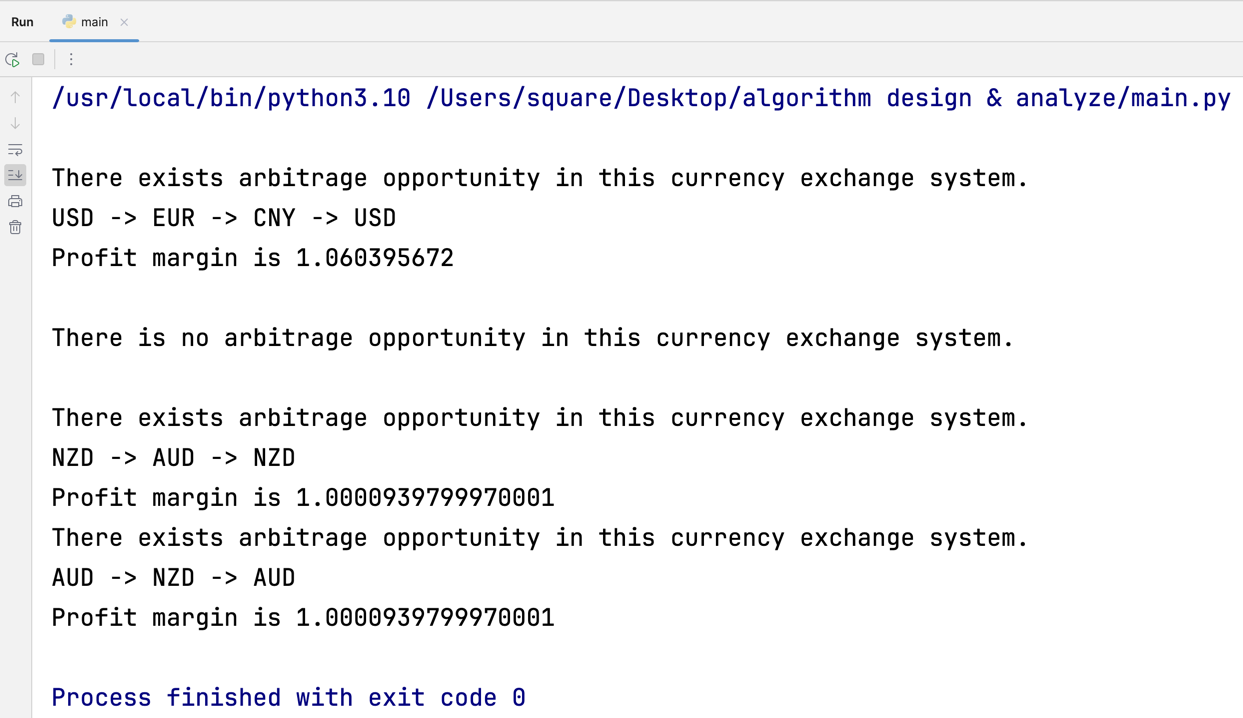 Run
main
/usr/local/bin/python3.10 /Users/square/Desktop/algorithm design & analyze/main.py
There exists arbitrage opportunity in this currency exchange system.
USD -> EUR -> CNY -> USD
Profit margin is 1.060395672
There is no arbitrage opportunity in this currency exchange system.
There exists arbitrage opportunity in this currency exchange system.
NZD -> AUD -> NZD
Profit margin is 1.0000939799970001
There exists arbitrage opportunity in this currency exchange system.
AUD -> NZD -> AUD
Profit margin is 1.0000939799970001
Process finished with exit code 0